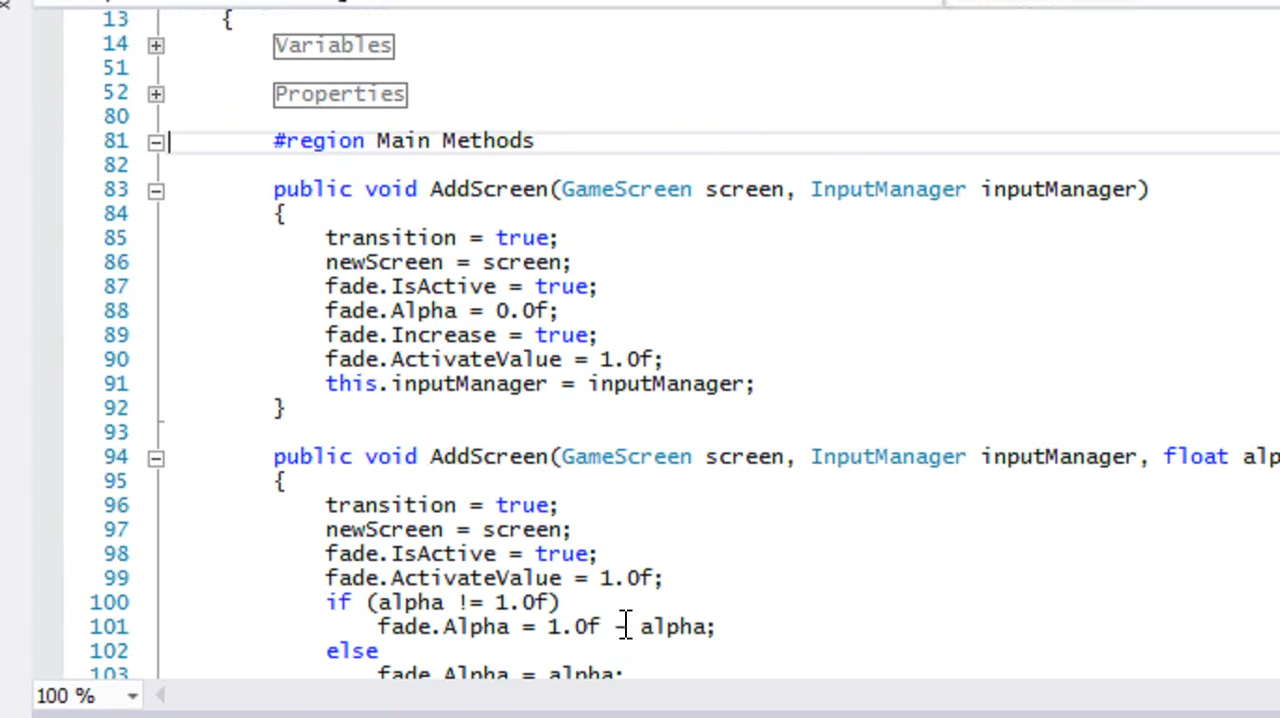 13 {
14 Variables
51
52 Properties
80
81 #region Main Methods
82
83 public void AddScreen(GameScreen screen, InputManager inputManager)
84 {
85 transition = true;
86 newScreen = screen;
87 fade.IsActive = true;
88 fade.Alpha = 0.0f;
89 fade.Increase = true;
90 fade.ActivateValue = 1.0f;
91 this.inputManager = inputManager;
92 }
93
94 public void AddScreen(GameScreen screen, InputManager inputManager, float alp
95 {
96 transition = true;
97 newScreen = screen;
98 fade.IsActive = true;
99 fade.ActivateValue = 1.0f;
100 if (alpha != 1.0f)
101 fade.Alpha = 1.0f - alpha;
102 else
103 fade.Alpha = alpha;
100 %